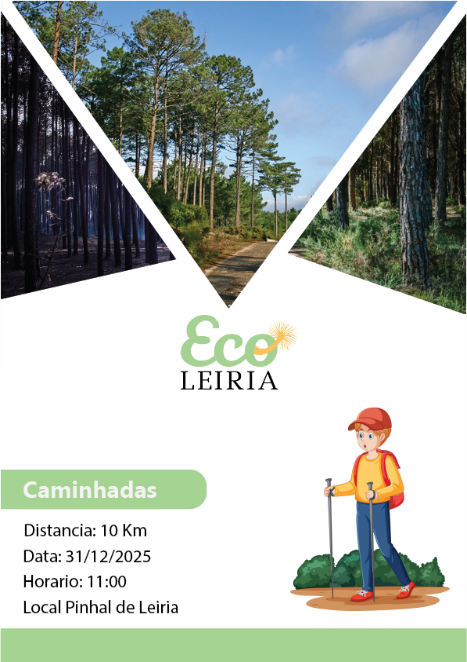 Eco
LEIRIA
Caminhadas
Distancia: 10 Km
Data: 31/12/2025
Horario: 11:00
Local Pinhal de Leiria